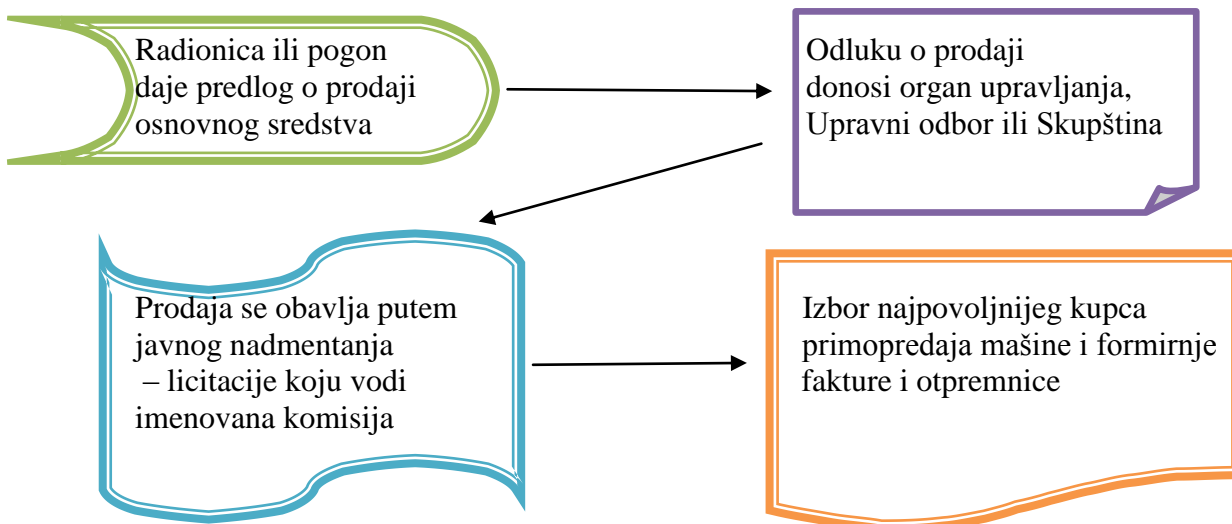 Radionica ili pogon
daje predlog o prodaji
osnovnog sredstva
Odluku o prodaji
donosi organ upravljanja,
Upravni odbor ili Skupština
Prodaja se obavlja putem
javnog nadmentanja
– licitacije koju vodi
imenovana komisija
Izbor najpovoljnijeg kupca
primopredaja mašine i formirnje
fakture i otpremnice